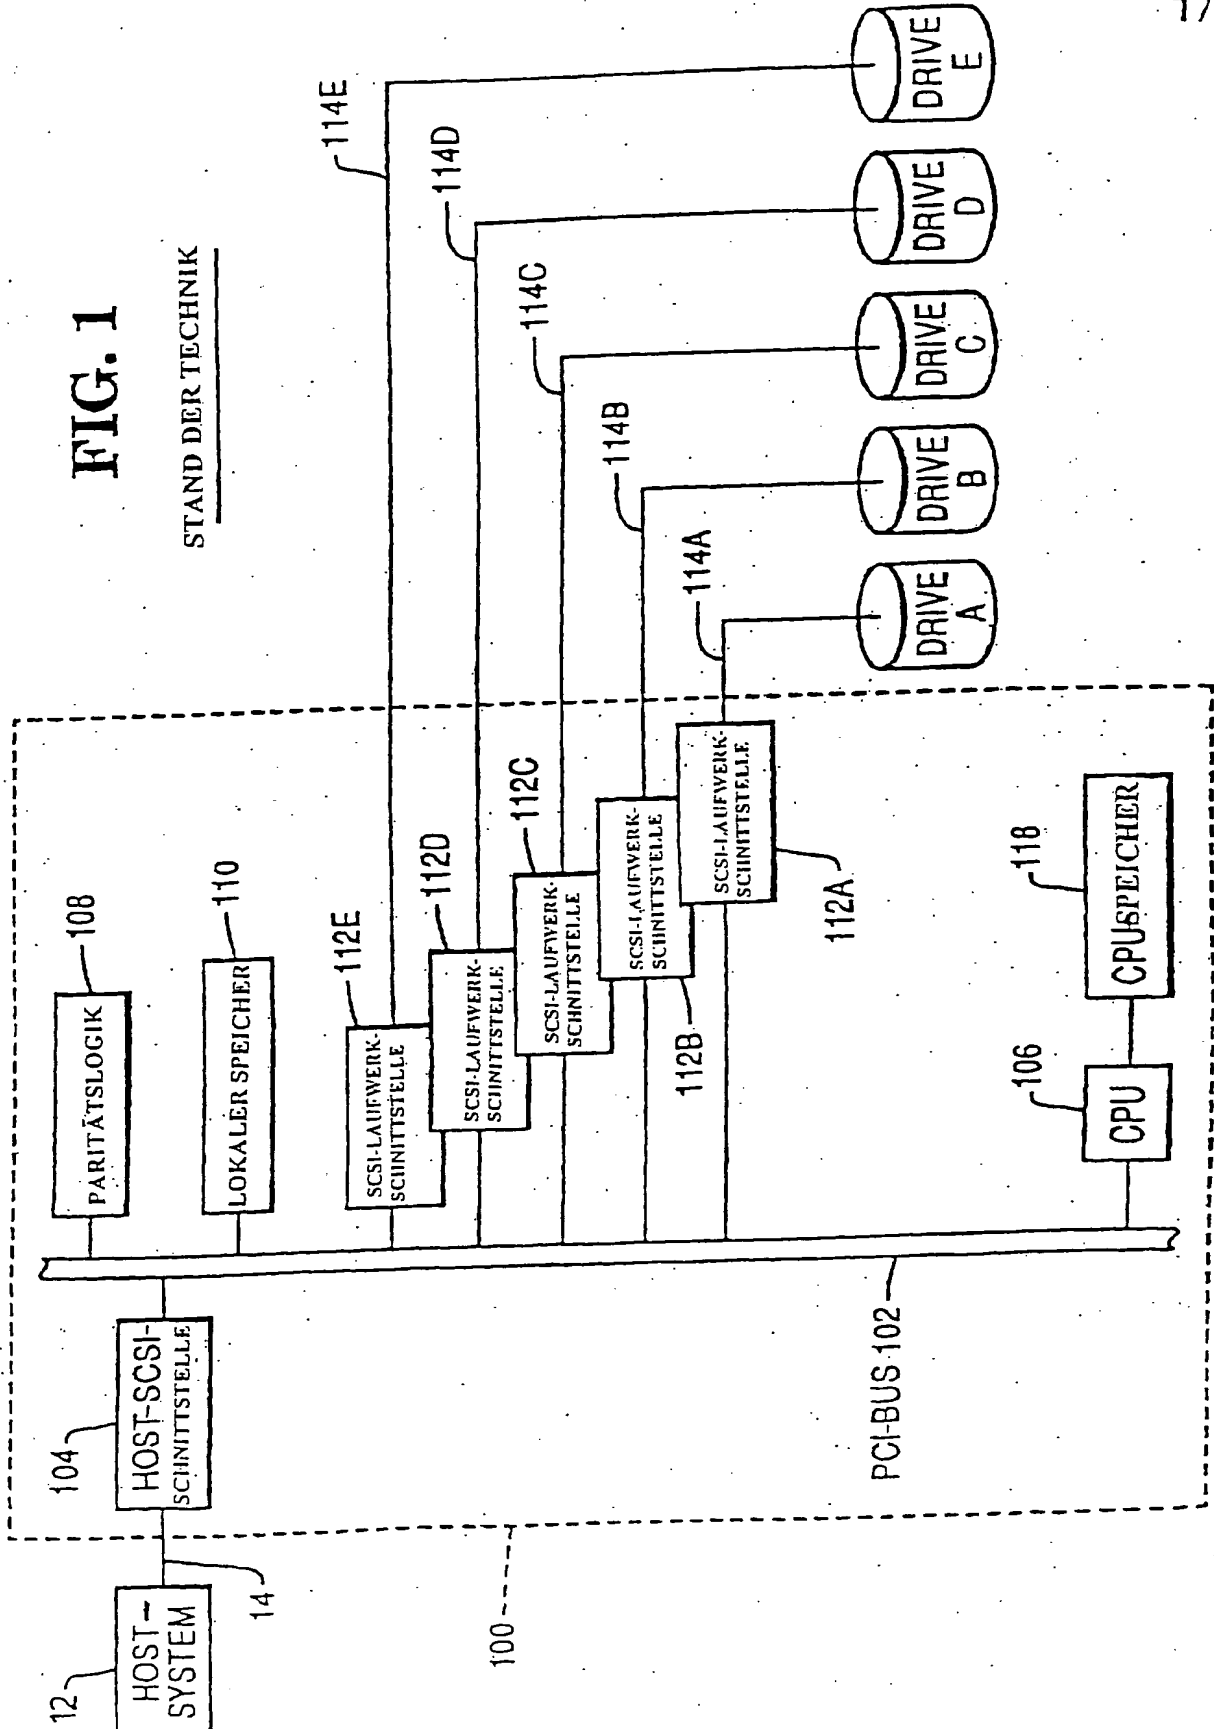 17
FIG. 1
STAND DER TECHNIK
12
HOST-
SYSTEM
14
100
104
HOST-SCSI-
SCHNITTSTELLE
PCI-BUS 102
108
PARITÄTSLOGIK
110
LOKALER SPEICHER
112E
SCSI-LAUFWERK-
SCHNITTSTELLE
112D
SCSI-LAUFWERK-
SCHNITTSTELLE
112C
SCSI-LAUFWERK-
SCHNITTSTELLE
112B
SCSI-LAUFWERK-
SCHNITTSTELLE
112A
SCSI-LAUFWERK-
SCHNITTSTELLE
106
CPU
118
CPUSPEICHER
114E
114D
114C
114B
114A
DRIVE
A
DRIVE
B
DRIVE
C
DRIVE
D
DRIVE
E